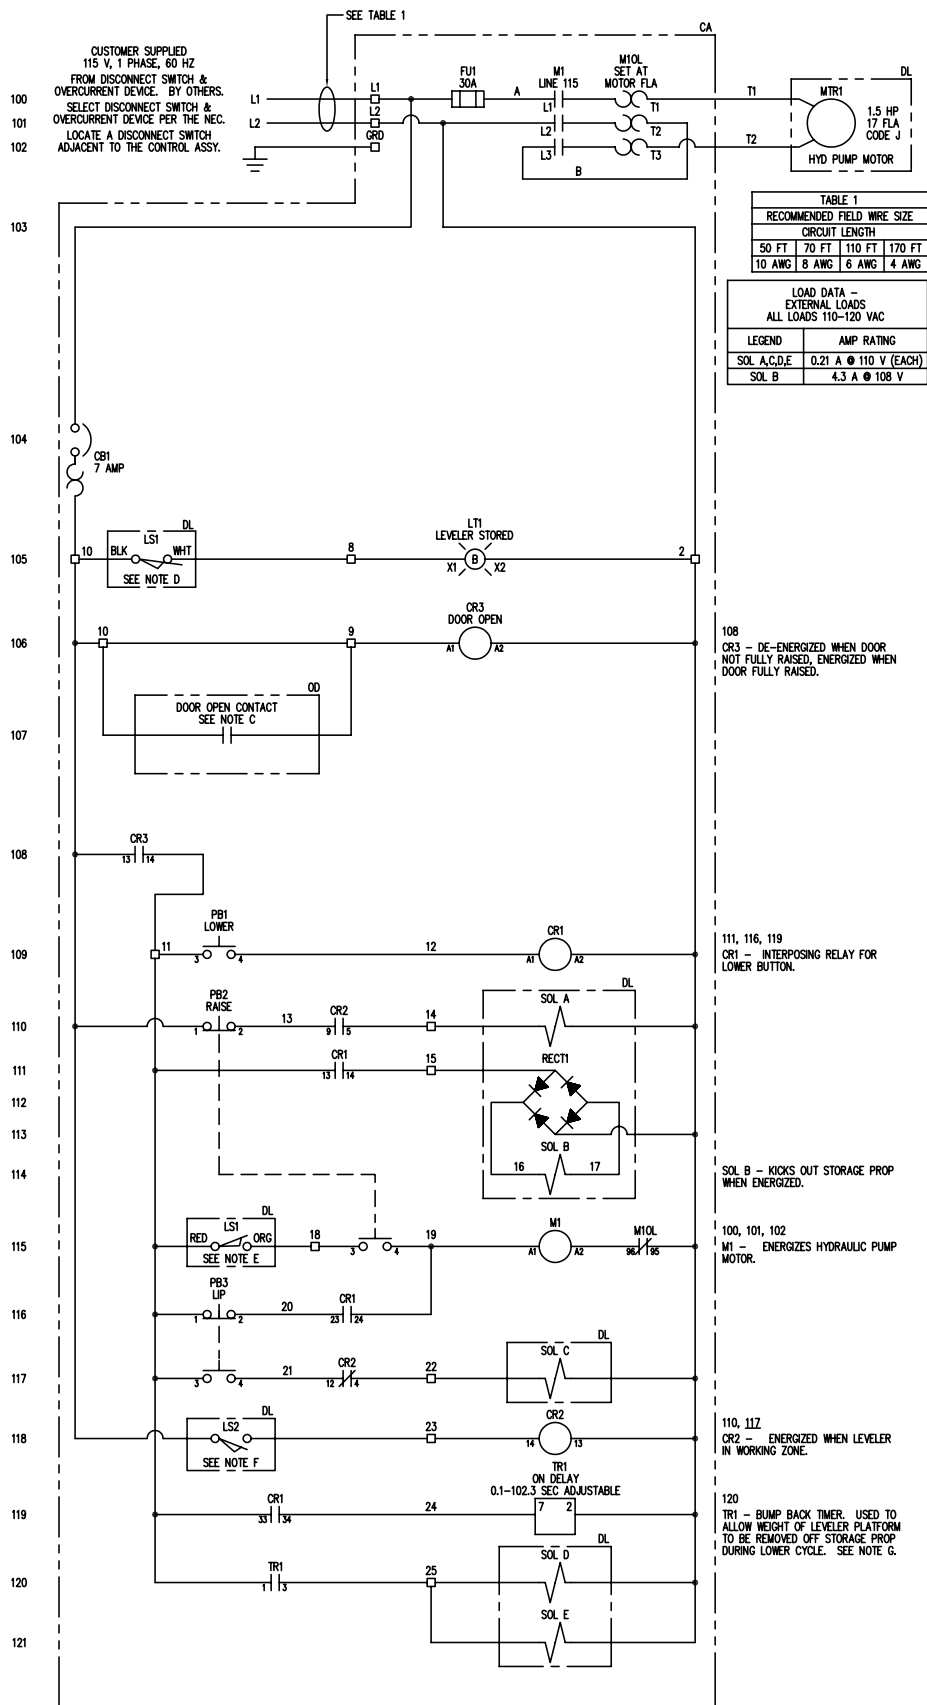 SEE TABLE 1
CA
CUSTOMER SUPPLIED
115 V, 1 PHASE, 60 HZ
FROM DISCONNECT SWITCH &
OVERCURRENT DEVICE. BY OTHERS.
SELECT DISCONNECT SWITCH &
OVERCURRENT DEVICE PER THE NEC.
LOCATE A DISCONNECT SWITCH
ADJACENT TO THE CONTROL ASSY.
FU1
30A
M1
LINE 115
M1OL
SET AT
MOTOR FLA
DL
100 L1 L1 A L1 T1 T1
MTR1
1.5 HP
17 FLA
CODE J
HYD PUMP MOTOR
101 L2 L2 L2 T2
102 GRD L3 T3 T2
B
TABLE 1
RECOMMENDED FIELD WIRE SIZE
CIRCUIT LENGTH
50 FT 70 FT 110 FT 170 FT
10 AWG 8 AWG 6 AWG 4 AWG
103
LOAD DATA -
EXTERNAL LOADS
ALL LOADS 110-120 VAC
LEGEND AMP RATING
SOL A,C,D,E 0.21 A @ 110 V (EACH)
SOL B 4.3 A @ 108 V
104
CB1
7 AMP
DL
LS1
LT1
LEVELER STORED
105 10 BLK WHT 8 X1 B X2 2
SEE NOTE D
CR3
DOOR OPEN
106 10 9 A1 A2
108
CR3 - DE-ENERGIZED WHEN DOOR
NOT FULLY RAISED, ENERGIZED WHEN
DOOR FULLY RAISED.
OD
DOOR OPEN CONTACT
SEE NOTE C
107
CR3
108 13 14
PB1
LOWER
CR1
109 11 3 4 12 A1 A2
111, 116, 119
CR1 - INTERPOSING RELAY FOR
LOWER BUTTON.
PB2
RAISE
DL
SOL A
110 1 2 13 CR2 9 5 14
111 CR1 13 14 15 RECT1
112
113
SOL B
114 16 17
SOL B - KICKS OUT STORAGE PROP
WHEN ENERGIZED.
DL
LS1
M1
115 RED ORG 18 3 4 19 A1 A2 M1OL 96 95
SEE NOTE E
100, 101, 102
M1 - ENERGIZES HYDRAULIC PUMP
MOTOR.
PB3
LIP
116 1 2 20 CR1 23 24
DL
SOL C
117 3 4 21 CR2 12 4 22
DL
LS2
CR2
118 23 14 13
SEE NOTE F
110, 117
CR2 - ENERGIZED WHEN LEVELER
IN WORKING ZONE.
TR1
ON DELAY
0.1-102.3 SEC ADJUSTABLE
119 CR1 33 34 24 7 2
120
TR1 - BUMP BACK TIMER. USED TO
ALLOW WEIGHT OF LEVELER PLATFORM
TO BE REMOVED OFF STORAGE PROP
DURING LOWER CYCLE. SEE NOTE G.
DL
SOL D
120 TR1 1 3 25
SOL E
121